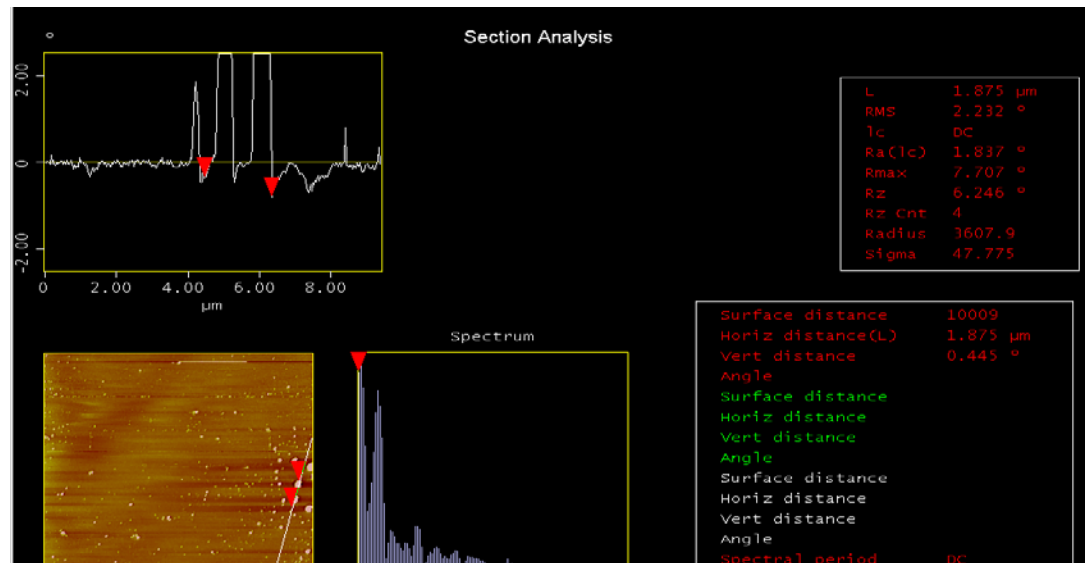 Section Analysis
°
2.00
0
-2.00
0 2.00 4.00 6.00 8.00
µm
L 1.875 µm
RMS 2.232 °
lc DC
Ra(lc) 1.837 °
Rmax 7.707 °
Rz 6.246 °
Rz Cnt 4
Radius 3607.9
Sigma 47.775
Spectrum
Surface distance 10009
Horiz distance(L) 1.875 µm
Vert distance 0.445 °
Angle
Surface distance
Horiz distance
Vert distance
Angle
Surface distance
Horiz distance
Vert distance
Angle
Spectral period DC